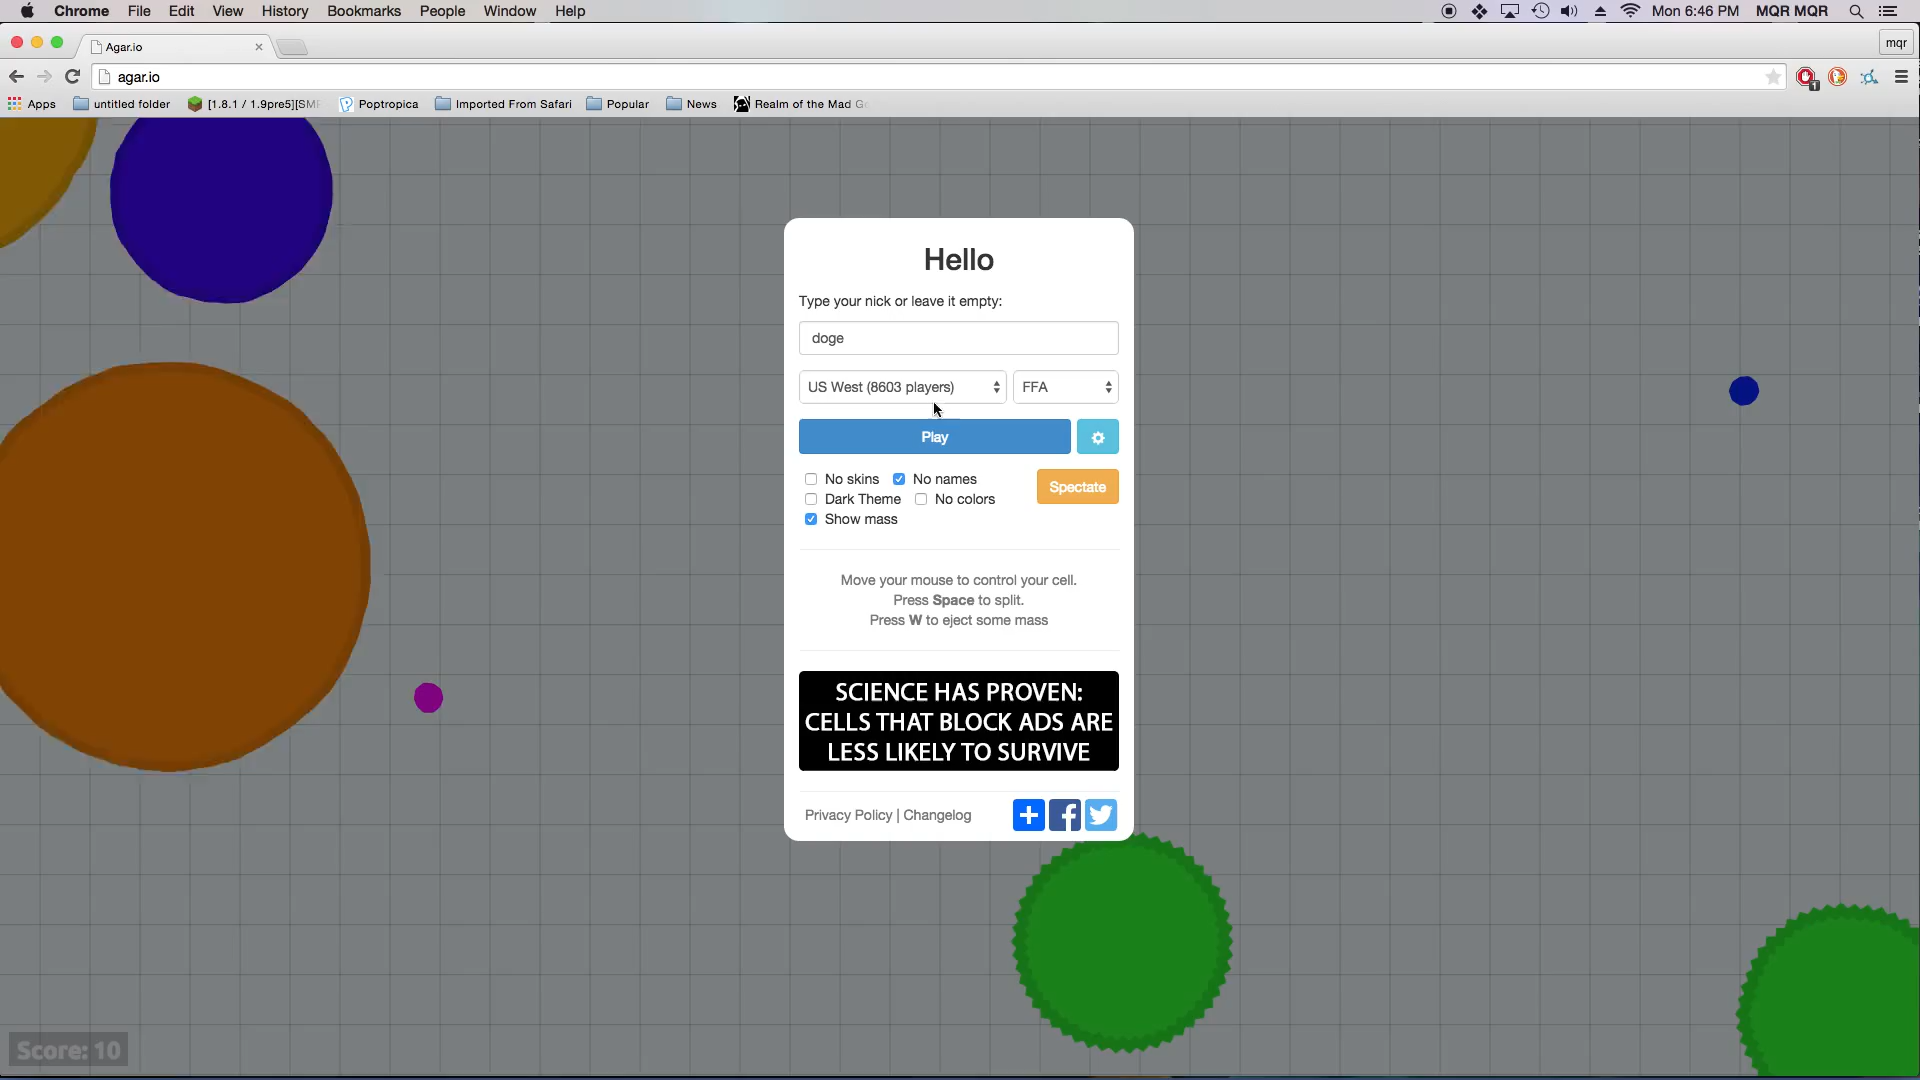 Chrome File Edit View History Bookmarks People Window Help Mon 6:46 PM MQR MQR
Agar.io mqr
agar.io 1
Apps untitled folder [1.8.1 / 1.9pre5][SM Poptropica Imported From Safari Popular News Realm of the Mad G
Hello
Type your nick or leave it empty:
doge
US West (8603 players) FFA
Play
No skins No names
Spectate
Dark Theme No colors
Show mass
Move your mouse to control your cell.
Press Space to split.
Press W to eject some mass
SCIENCE HAS PROVEN:
CELLS THAT BLOCK ADS ARE
LESS LIKELY TO SURVIVE
Privacy Policy | Changelog
Score: 10